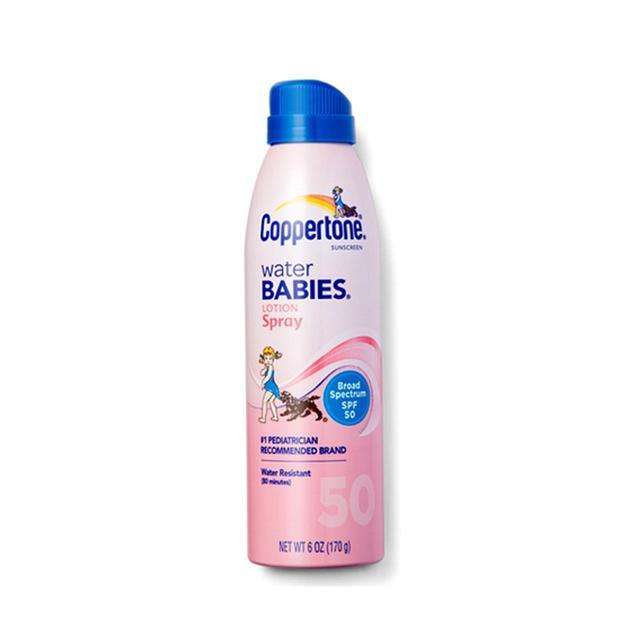 Coppertone®
SUNSCREEN
water
BABIES®
LOTION
Spray
Broad
Spectrum
SPF
50
#1 PEDIATRICIAN
RECOMMENDED BRAND
Water Resistant
(80 minutes)
50
NET WT 6 OZ (170 g)